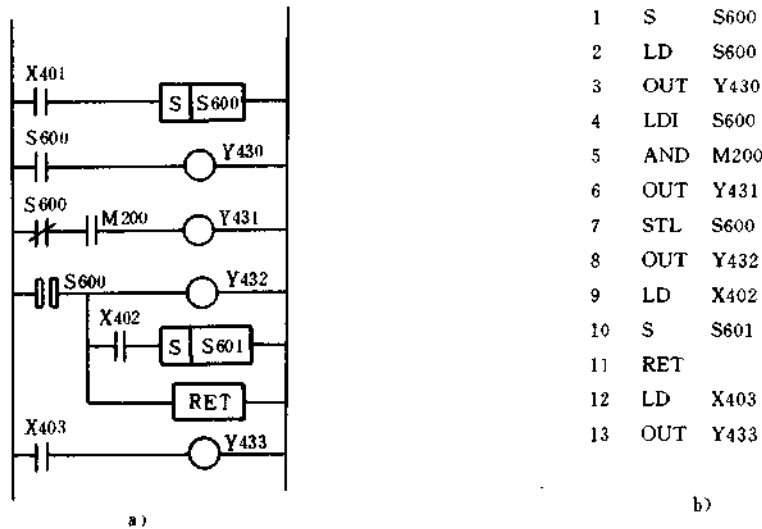 X401
S S600
S600
Y430
S600
M200
Y431
S600
Y432
X402
S S601
RET
X403
Y433
a)
1 S S600
2 LD S600
3 OUT Y430
4 LDI S600
5 AND M200
6 OUT Y431
7 STL S600
8 OUT Y432
9 LD X402
10 S S601
11 RET
12 LD X403
13 OUT Y433
b)